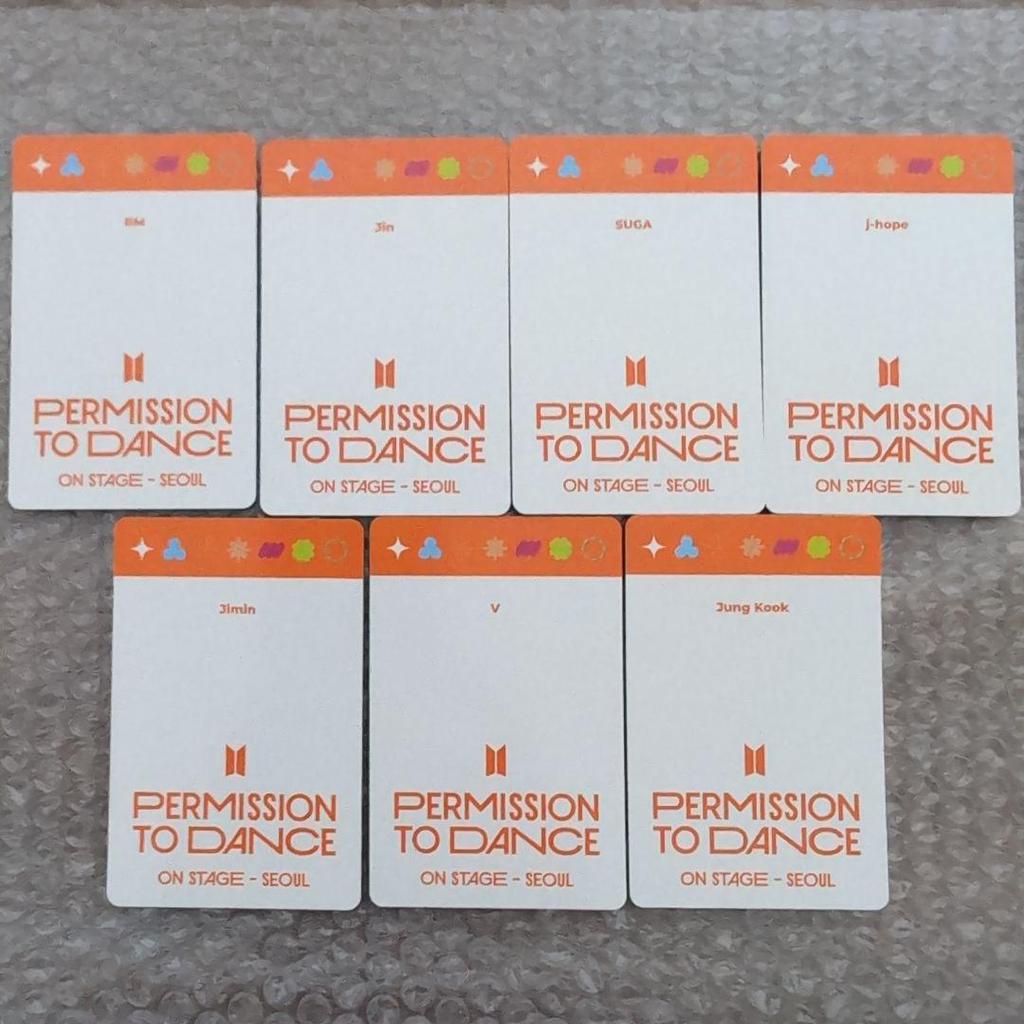 RM
PERMISSION
TO DANCE
ON STAGE - SEOUL
Jin
PERMISSION
TO DANCE
ON STAGE - SEOUL
SUGA
PERMISSION
TO DANCE
ON STAGE - SEOUL
j-hope
PERMISSION
TO DANCE
ON STAGE - SEOUL
Jimin
PERMISSION
TO DANCE
ON STAGE - SEOUL
V
PERMISSION
TO DANCE
ON STAGE - SEOUL
Jung Kook
PERMISSION
TO DANCE
ON STAGE - SEOUL